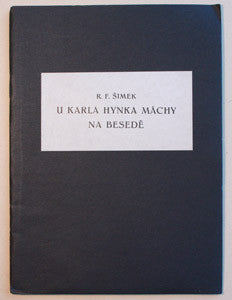 R. F. ŠIMEK
U KARLA HYNKA MÁCHY
NA BESEDĚ